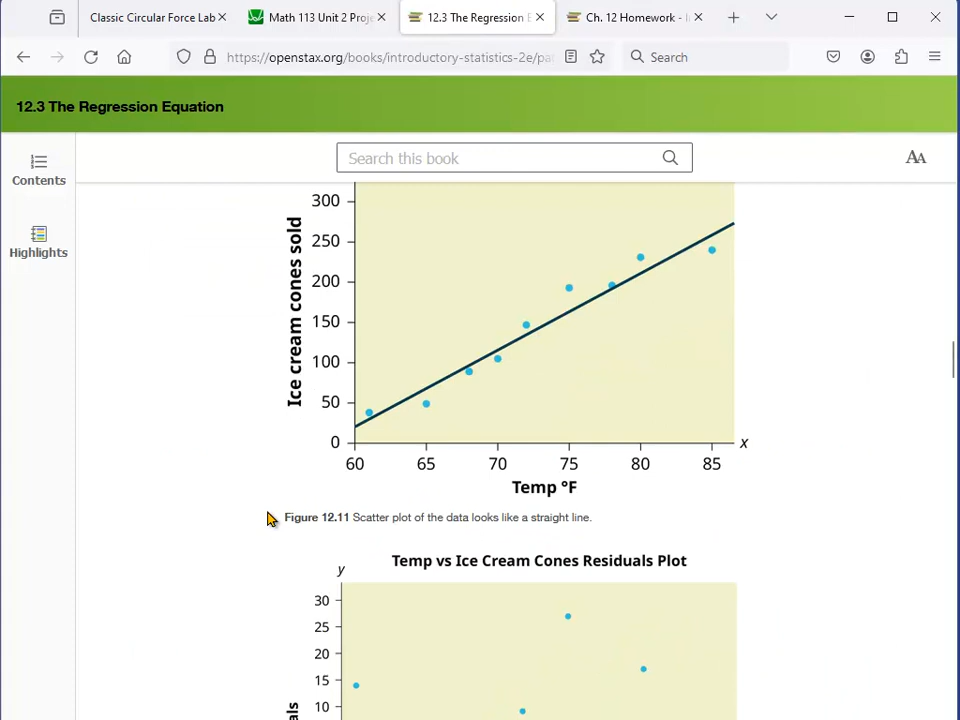 Classic Circular Force Lab
Math 113 Unit 2 Proj
12.3 The Regression E
Ch. 12 Homework - I
https://openstax.org/books/introductory-statistics-2e/pa
Search
12.3 The Regression Equation
Contents
Search this book
AA
Highlights
300
250
200
150
100
50
0
Ice cream cones sold
60 65 70 75 80 85
x
Temp °F
Figure 12.11 Scatter plot of the data looks like a straight line.
Temp vs Ice Cream Cones Residuals Plot
y
30
25
20
15
10
als